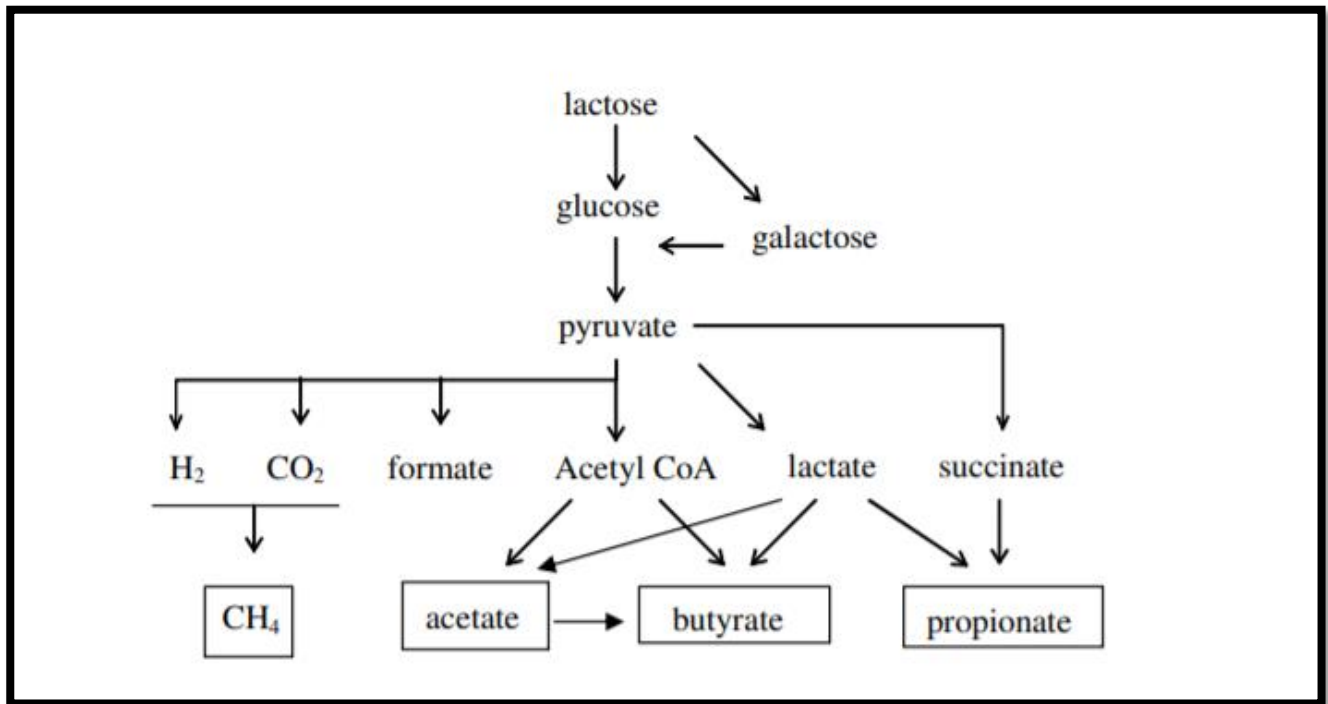 lactose
glucose
galactose
pyruvate
H₂ CO₂ formate Acetyl CoA lactate succinate
CH₄ acetate butyrate propionate